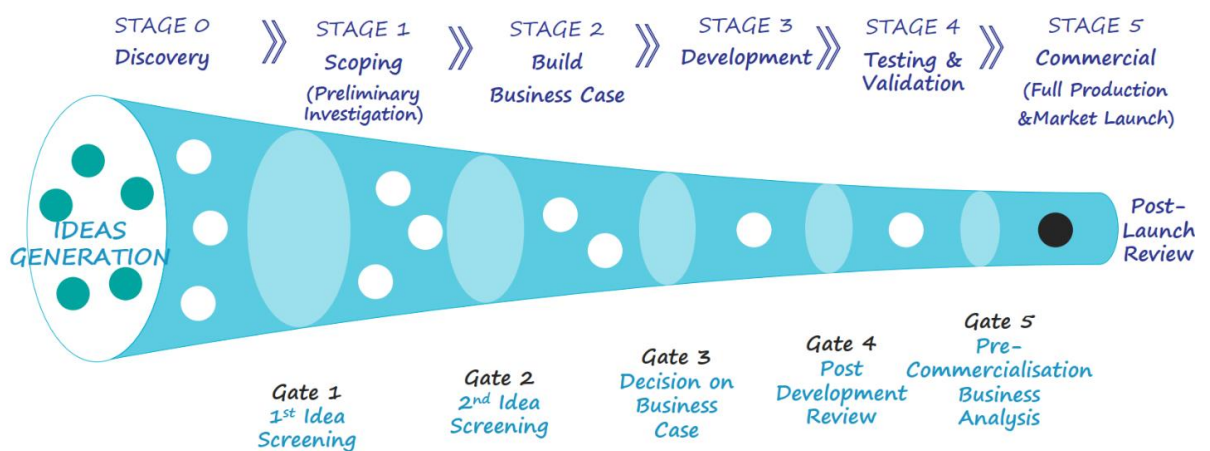 STAGE 0
Discovery
STAGE 1
Scoping
(Preliminary
Investigation)
STAGE 2
Build
Business Case
STAGE 3
Development
STAGE 4
Testing &
Validation
STAGE 5
Commercial
(Full Production
&Market Launch)
IDEAS
GENERATION
Post-
Launch
Review
Gate 1
1st Idea
Screening
Gate 2
2nd Idea
Screening
Gate 3
Decision on
Business
Case
Gate 4
Post
Development
Review
Gate 5
Pre-
Commercialisation
Business
Analysis